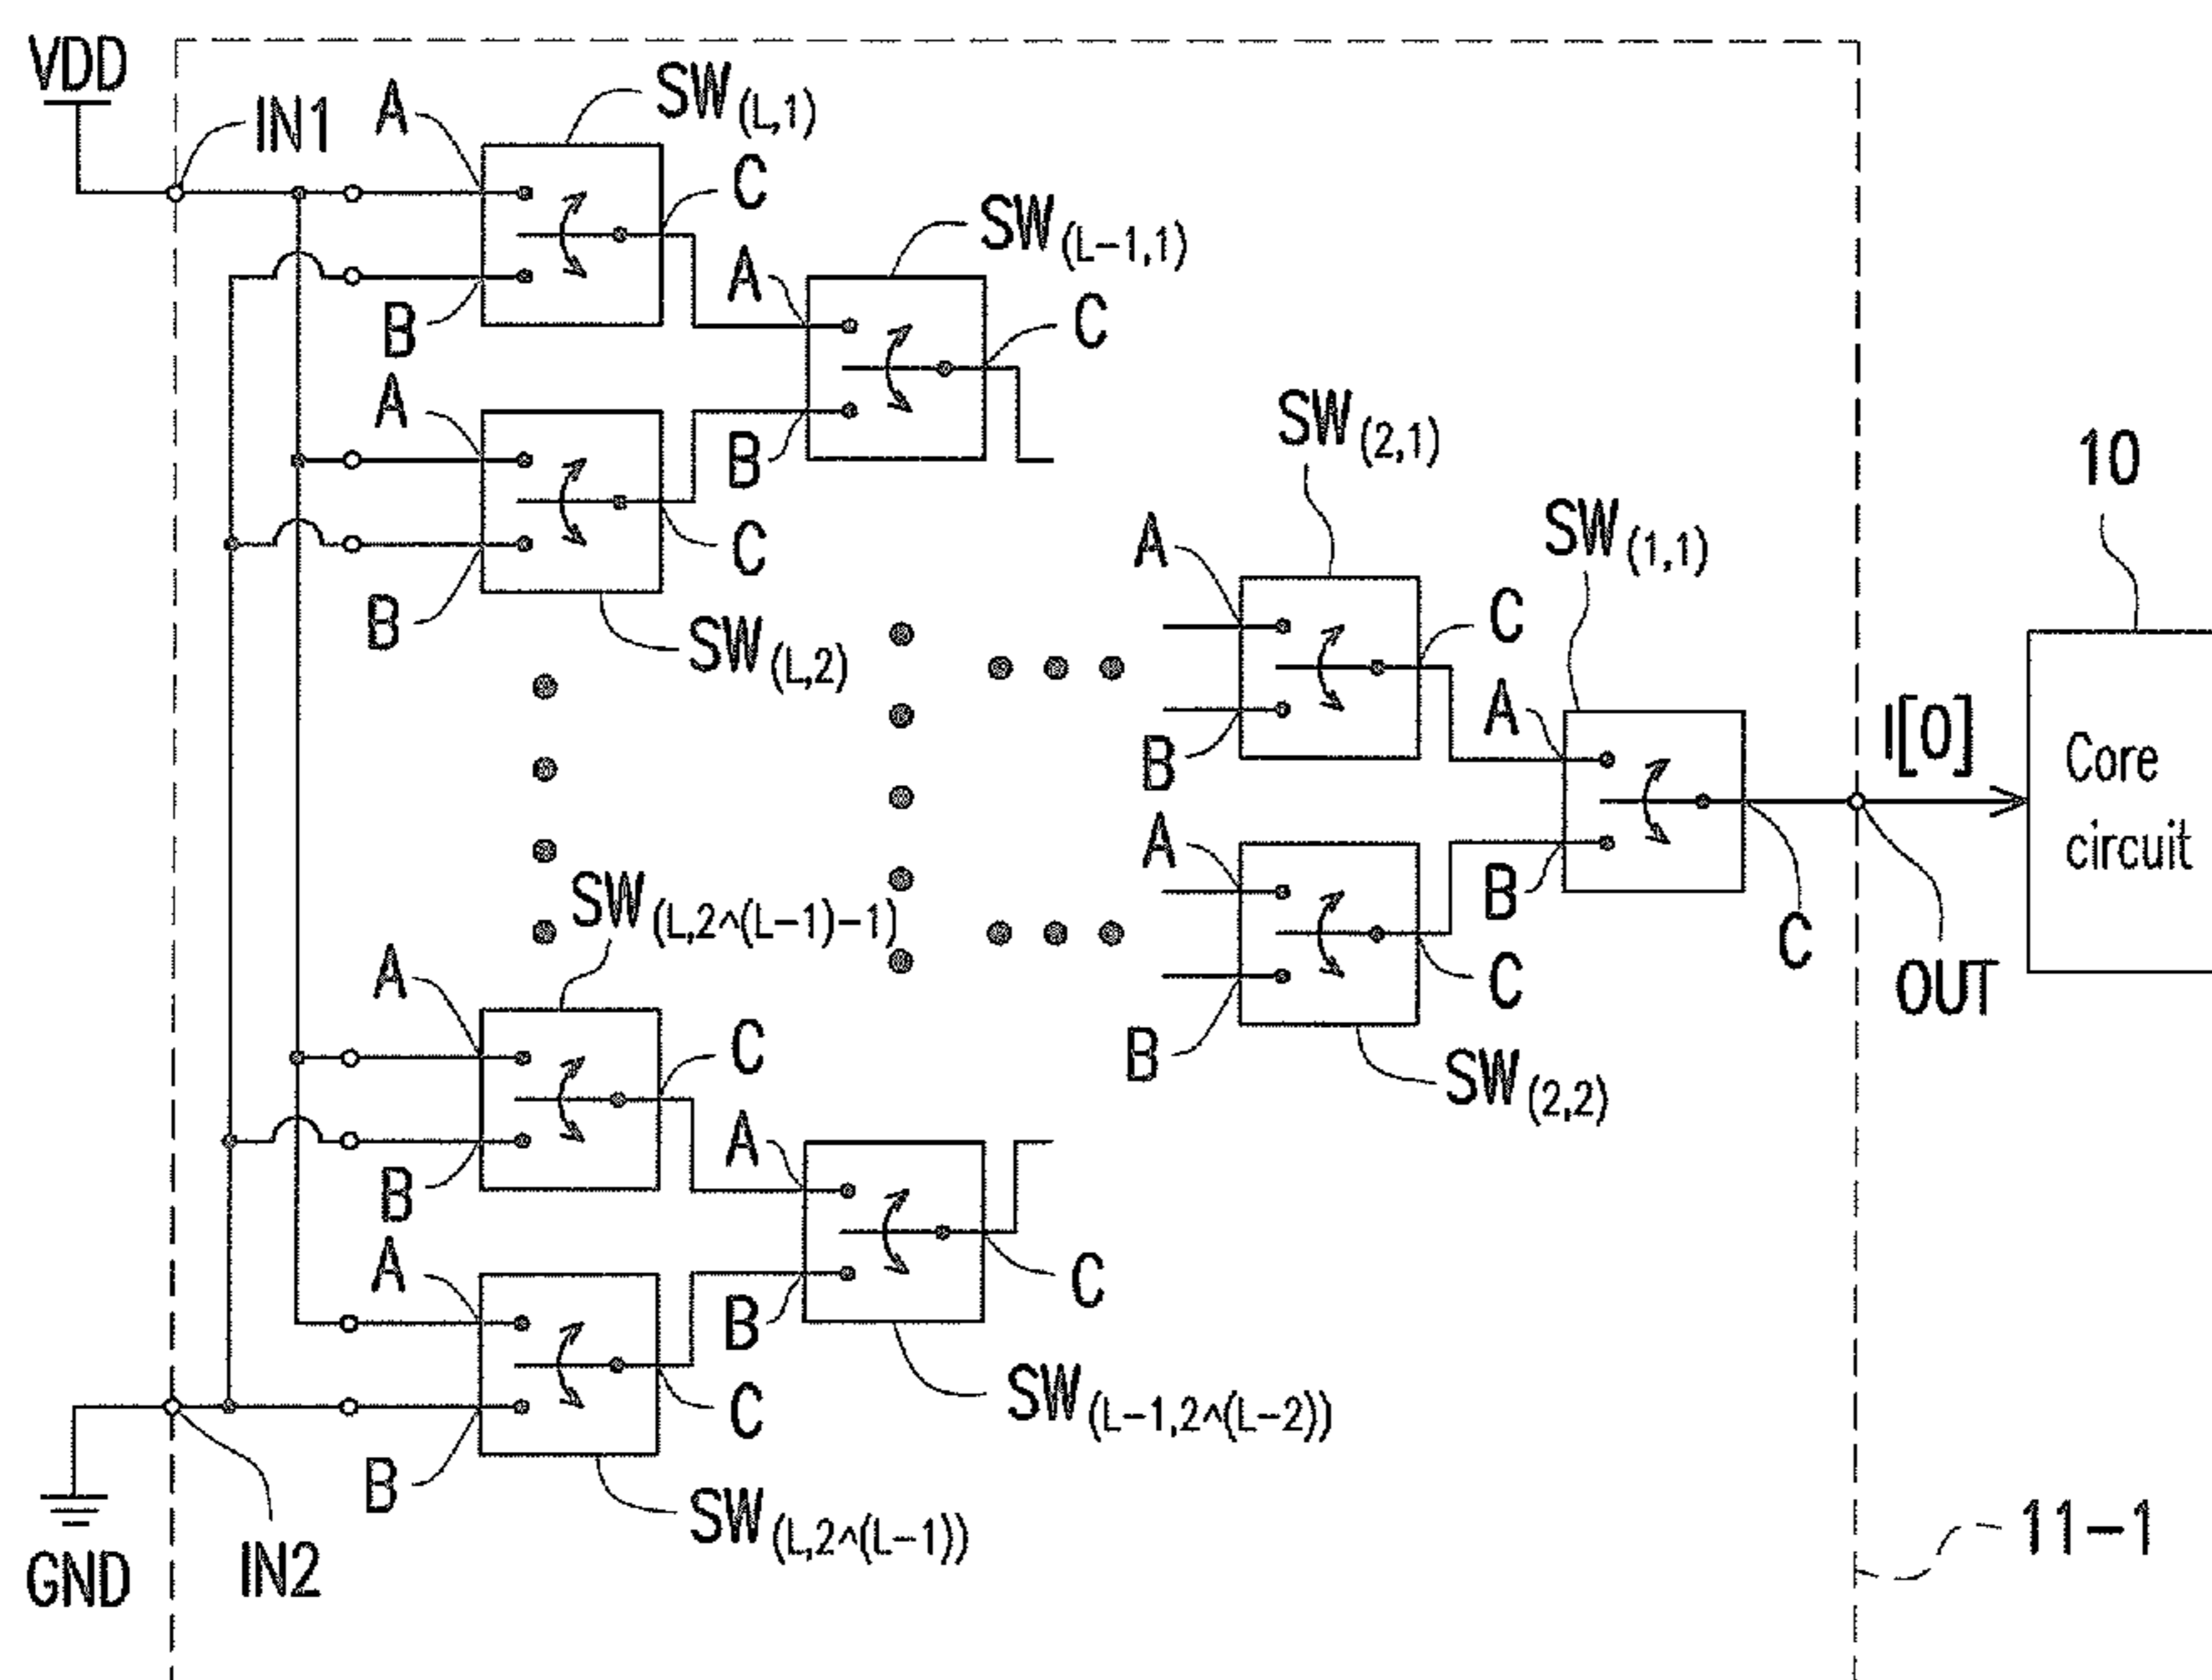 VDD
IN1
A
SW(L,1)
C
B
A
SW(L-1,1)
C
A
B
B
C
SW(L,2)
SW(2,1)
A
C
B
SW(1,1)
A
B
C
10
I[0]
Core
circuit
OUT
A
B
C
SW(2,2)
SW(L,2^(L-1)-1)
A
C
B
A
C
B
SW(L-1,2^(L-2))
A
C
B
SW(L,2^(L-1))
GND
IN2
11-1